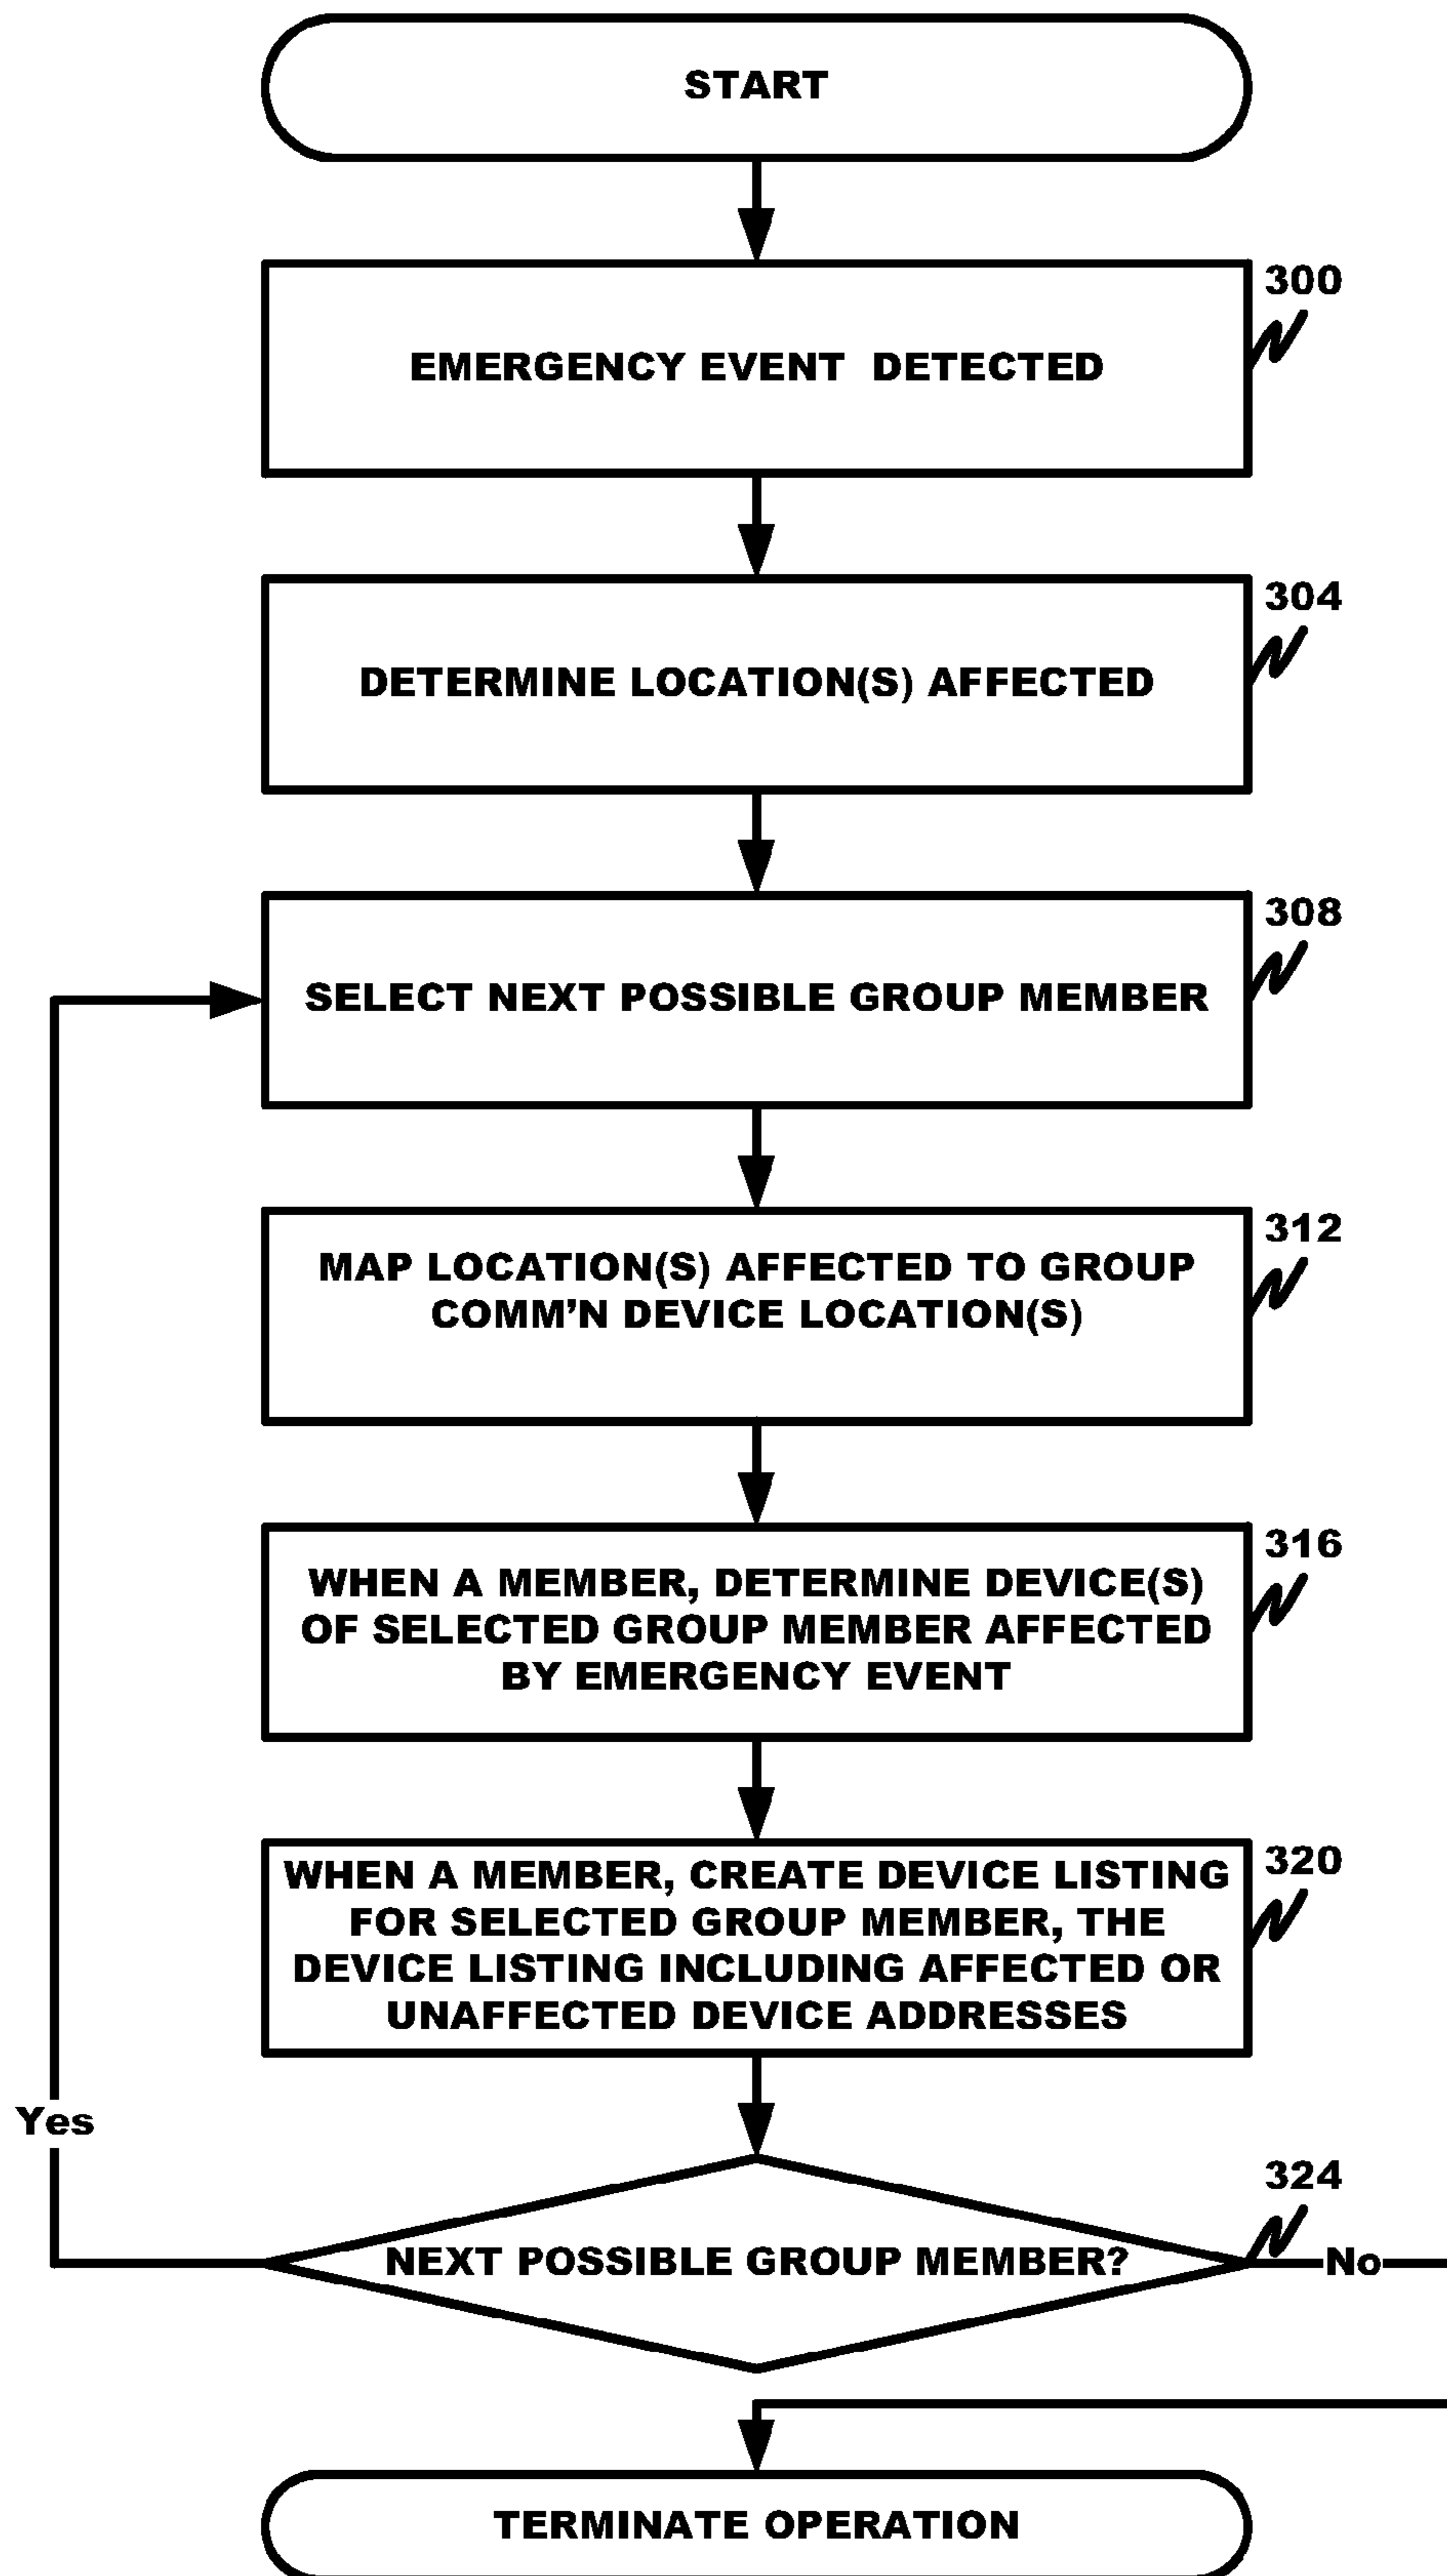 START
300
EMERGENCY EVENT  DETECTED
304
DETERMINE LOCATION(S) AFFECTED
308
SELECT NEXT POSSIBLE GROUP MEMBER
312
MAP LOCATION(S) AFFECTED TO GROUP
COMM'N DEVICE LOCATION(S)
316
WHEN A MEMBER, DETERMINE DEVICE(S)
OF SELECTED GROUP MEMBER AFFECTED
BY EMERGENCY EVENT
320
WHEN A MEMBER, CREATE DEVICE LISTING
FOR SELECTED GROUP MEMBER, THE
DEVICE LISTING INCLUDING AFFECTED OR
UNAFFECTED DEVICE ADDRESSES
Yes
324
NEXT POSSIBLE GROUP MEMBER?
No
TERMINATE OPERATION